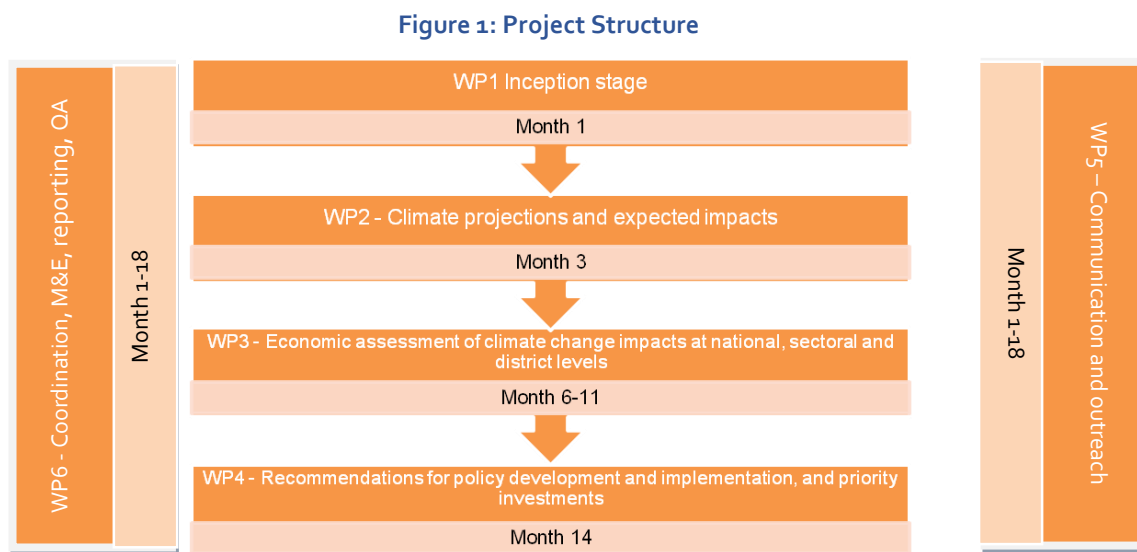 Figure 1: Project Structure
WP6 - Coordination, M&E, reporting, QA
Month 1-18
WP1 Inception stage
Month 1
WP2 - Climate projections and expected impacts
Month 3
WP3 - Economic assessment of climate change impacts at national, sectoral and
district levels
Month 6-11
WP4 - Recommendations for policy development and implementation, and priority
investments
Month 14
Month 1-18
WP5 – Communication and outreach